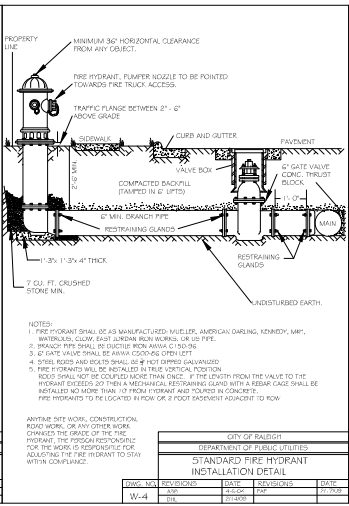 PROPERTY
LINE
MINIMUM 36" HORIZONTAL CLEARANCE
FROM ANY OBJECT.
FIRE HYDRANT, PUMPER NOZZLE TO BE POINTED
TOWARDS FIRE TRUCK ACCESS.
TRAFFIC FLANGE BETWEEN 2" - 6"
ABOVE GRADE
SIDEWALK
CURB AND GUTTER
PAVEMENT
2'-6" MIN.
VALVE BOX
6" GATE VALVE
CONC. THRUST
BLOCK
COMPACTED BACKFILL
(TAMPED IN 6" LIFTS)
1'- 0"
6" MIN. BRANCH PIPE
RESTRAINING GLANDS
MAIN
1'-3"x 1'-3"x 4" THICK
RESTRAINING
GLANDS
7 CU. FT. CRUSHED
STONE MIN.
UNDISTURBED EARTH.
NOTES:
1. FIRE HYDRANT SHALL BE AS MANUFACTURED: MUELLER, AMERICAN DARLING, KENNEDY, M&H,
WATEROUS, CLOW, EAST JORDAN IRON WORKS, OR US PIPE.
2. BRANCH PIPE SHALL BE DUCTILE IRON AWWA C150-96
3. 6" GATE VALVE SHALL BE AWWA C500-86 OPEN LEFT
4. STEEL RODS AND BOLTS SHALL BE HOT DIPPED GALVANIZED.
5. FIRE HYDRANTS WILL BE INSTALLED IN TRUE VERTICAL POSITION
RODS SHALL NOT BE COUPLED MORE THAN ONCE. IF THE LENGTH FROM THE VALVE TO THE
HYDRANT EXCEEDS 20' THEN A MECHANICAL RESTRAINING GLAND WITH A REBAR CAGE SHALL BE
INSTALLED NO MORE THAN 10' FROM HYDRANT AND POURED IN CONCRETE.
FIRE HYDRANTS TO BE LOCATED IN ROW OR 2 FOOT EASEMENT ADJACENT TO ROW
ANYTIME SITE WORK, CONSTRUCTION,
ROAD WORK, OR ANY OTHER WORK
CHANGES THE GRADE OF THE FIRE
HYDRANT, THE PERSON RESPONSIBLE
FOR THE WORK IS RESPONSIBLE FOR
ADJUSTING THE FIRE HYDRANT TO STAY
WITHIN COMPLIANCE.
CITY OF RALEIGH
DEPARTMENT OF PUBLIC UTILITIES
STANDARD FIRE HYDRANT
INSTALLATION DETAIL
DWG. NO. REVISIONS DATE REVISIONS DATE
W-4